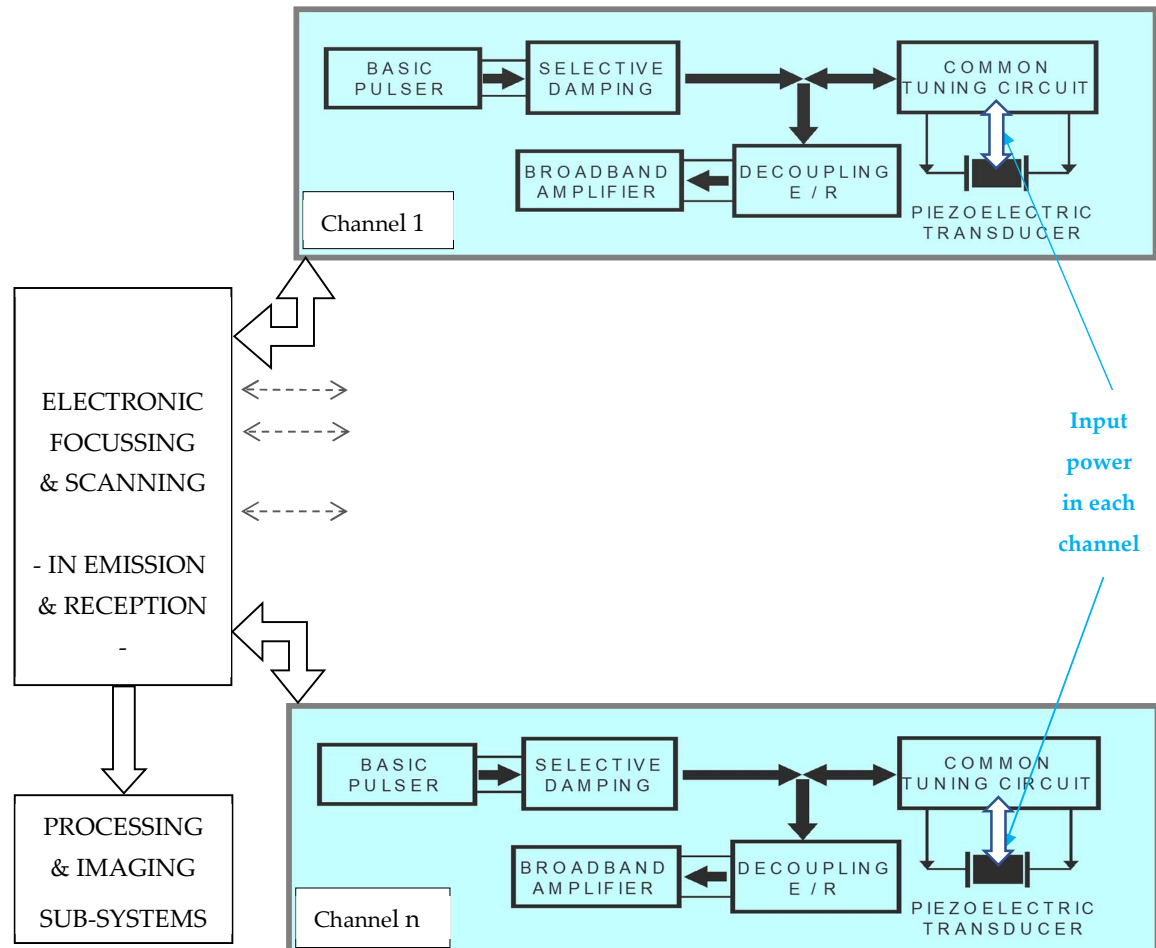 BASIC
PULSER
SELECTIVE
DAMPING
COMMON
TUNING CIRCUIT
BROADBAND
AMPLIFIER
DECOUPLING
E / R
PIEZOELECTRIC
TRANSDUCER
Channel 1
ELECTRONIC
FOCUSSING
& SCANNING
- IN EMISSION
& RECEPTION
-
Input
power
in each
channel
BASIC
PULSER
SELECTIVE
DAMPING
COMMON
TUNING CIRCUIT
BROADBAND
AMPLIFIER
DECOUPLING
E / R
PIEZOELECTRIC
TRANSDUCER
Channel n
PROCESSING
& IMAGING
SUB-SYSTEMS